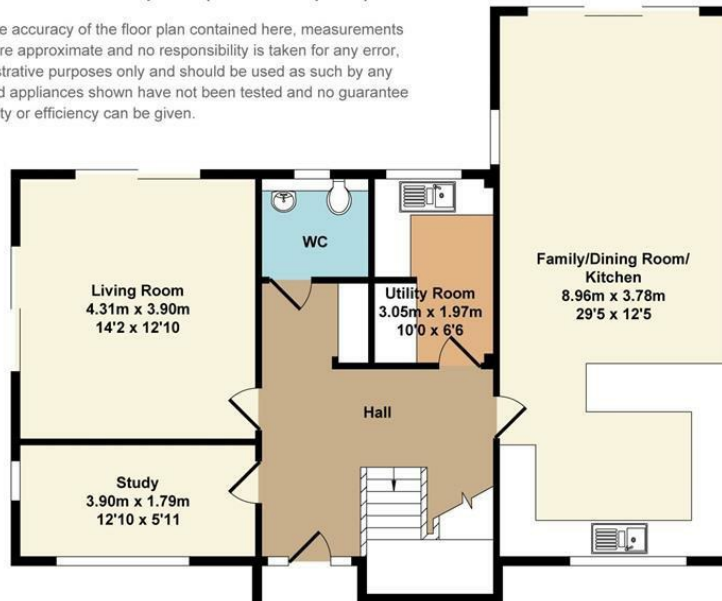 e accuracy of the floor plan contained here, measurements
re approximate and no responsibility is taken for any error,
strative purposes only and should be used as such by any
d appliances shown have not been tested and no guarantee
ty or efficiency can be given.
WC
Family/Dining Room/
Kitchen
8.96m x 3.78m
29'5 x 12'5
Living Room
4.31m x 3.90m
14'2 x 12'10
Utility Room
3.05m x 1.97m
10'0 x 6'6
Hall
Study
3.90m x 1.79m
12'10 x 5'11